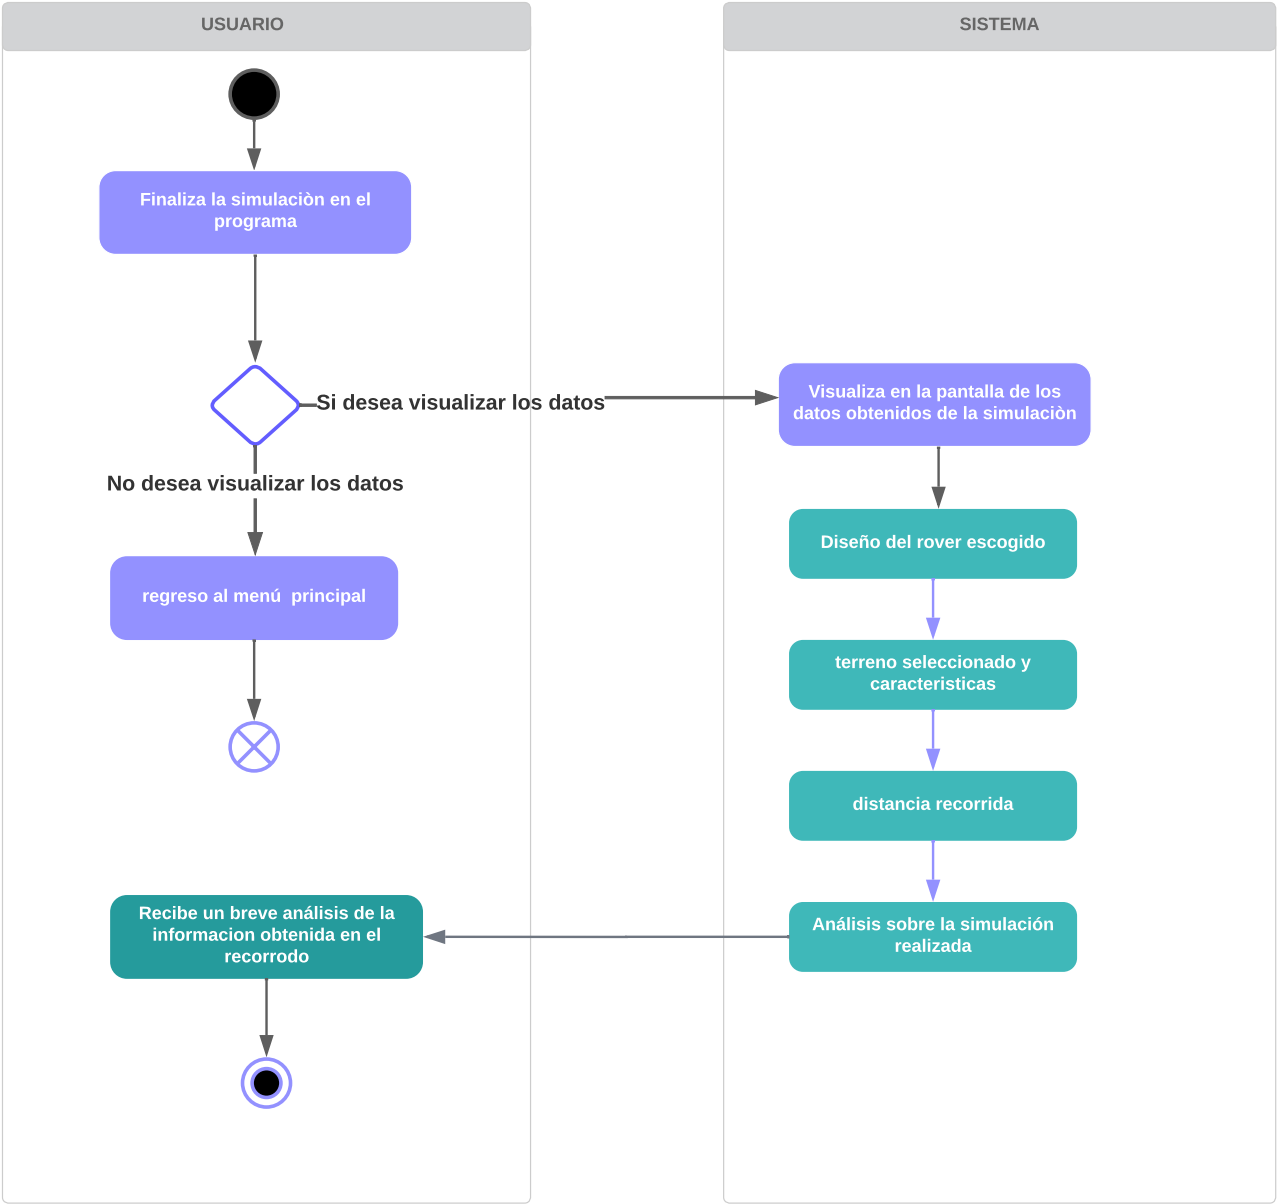 USUARIO
SISTEMA
Finaliza la simulaciòn en el
programa
Si desea visualizar los datos
Visualiza en la pantalla de los
datos obtenidos de la simulaciòn
No desea visualizar los datos
Diseño del rover escogido
regreso al menú  principal
terreno seleccionado y
caracteristicas
distancia recorrida
Recibe un breve análisis de la
informacion obtenida en el
recorrodo
Análisis sobre la simulación
realizada